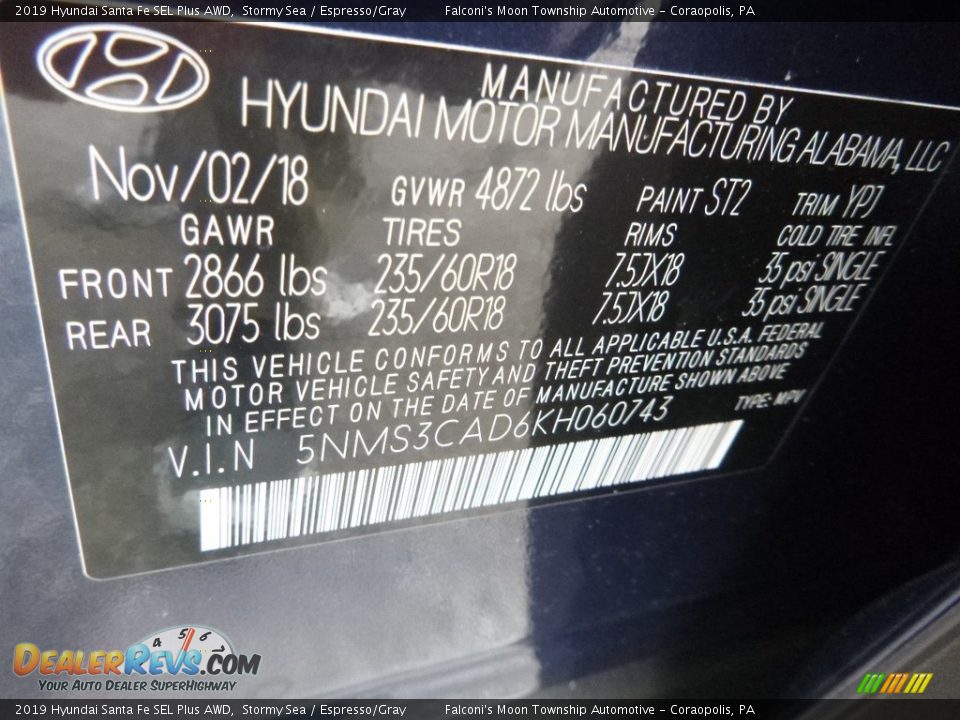 2019 Hyundai Santa Fe SEL Plus AWD, Stormy Sea / Espresso/Gray Falconi's Moon Township Automotive - Coraopolis, PA
MANUFACTURED BY
HYUNDAI MOTOR MANUFACTURING ALABAMA, LLC
Nov/02/18 GVWR 4872 lbs PAINT ST2 TRIM YPJ
GAWR TIRES RIMS COLD TIRE INFL
FRONT 2866 lbs 235/60R18 7.5JX18 35 psi SINGLE
REAR 3075 lbs 235/60R18 7.5JX18 35 psi SINGLE
THIS VEHICLE CONFORMS TO ALL APPLICABLE U.S.A. FEDERAL
MOTOR VEHICLE SAFETY AND THEFT PREVENTION STANDARDS
IN EFFECT ON THE DATE OF MANUFACTURE SHOWN ABOVE
V.I.N 5NMS3CAD6KH060743 TYPE: MPV
4 5 6
DEALERREVS.COM
YOUR AUTO DEALER SUPERHIGHWAY
2019 Hyundai Santa Fe SEL Plus AWD, Stormy Sea / Espresso/Gray Falconi's Moon Township Automotive - Coraopolis, PA